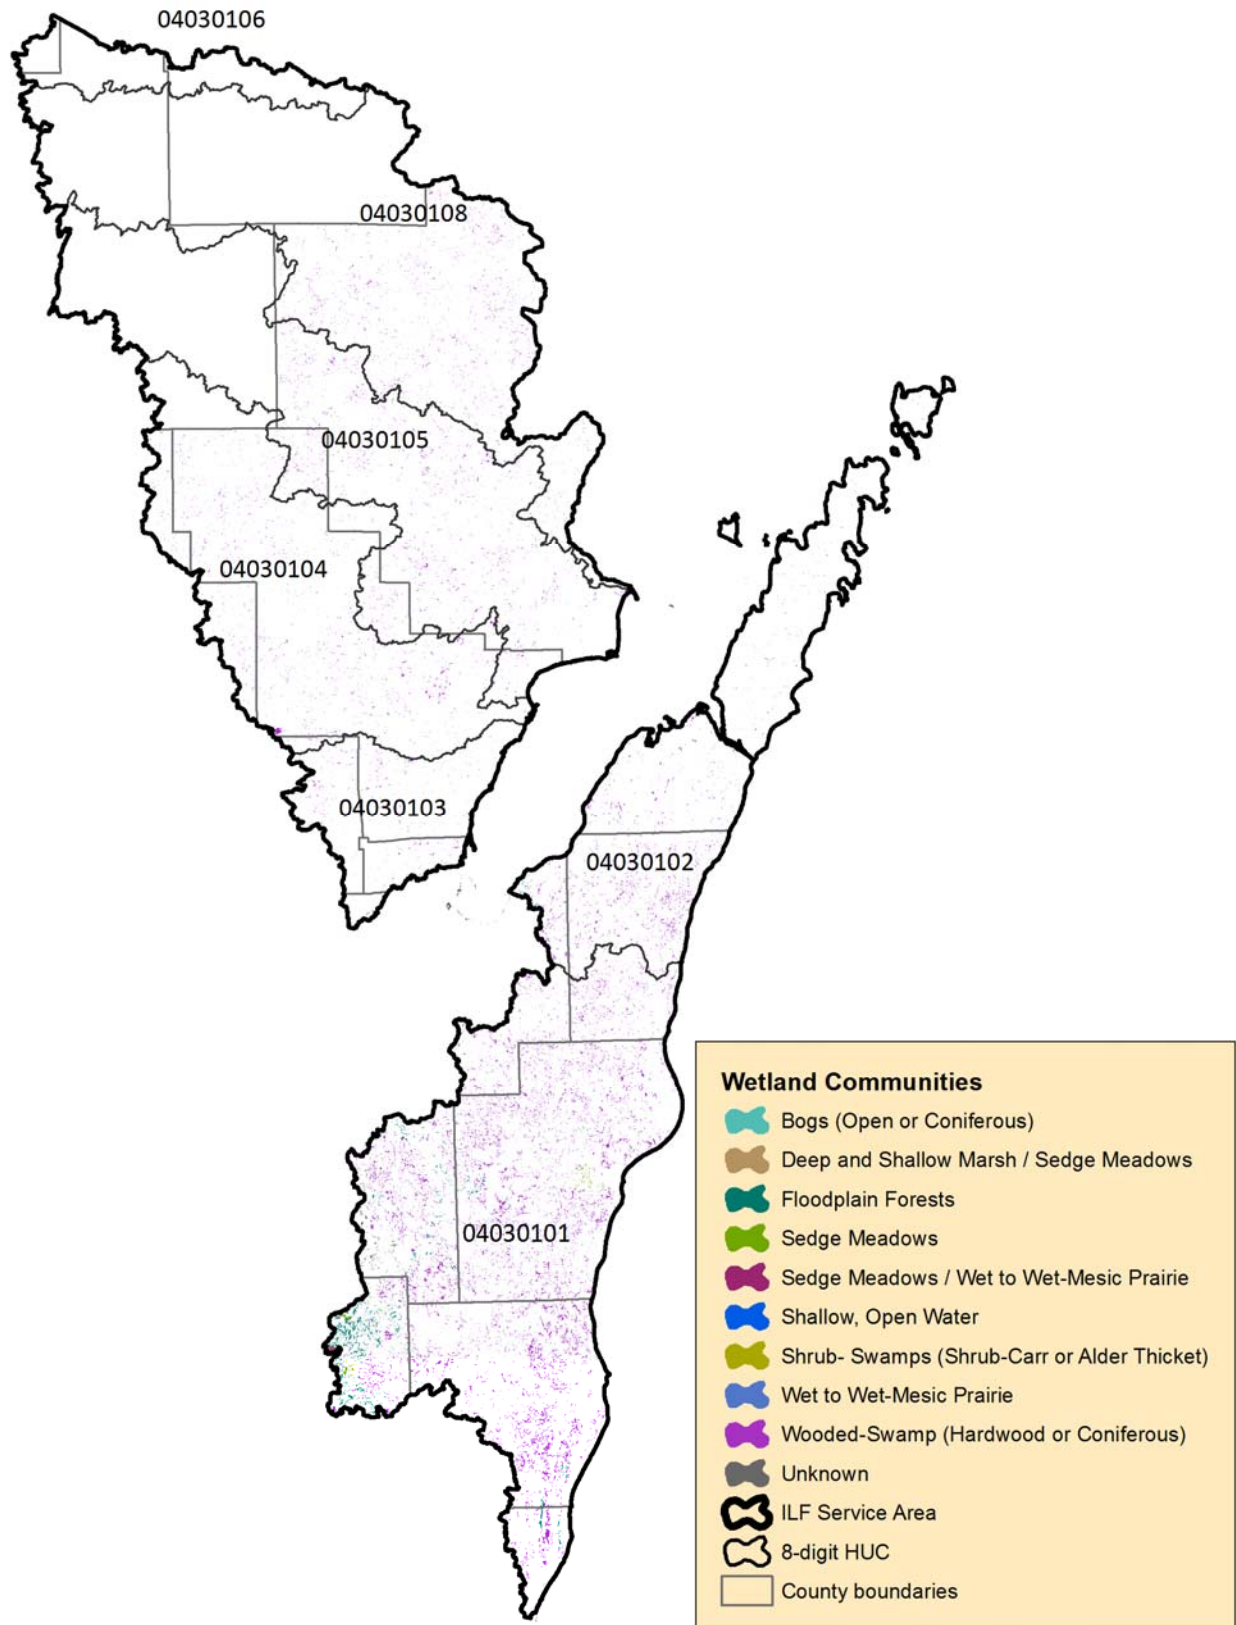 04030106
04030108
04030105
04030104
04030103
04030102
04030101
Wetland Communities
Bogs (Open or Coniferous)
Deep and Shallow Marsh / Sedge Meadows
Floodplain Forests
Sedge Meadows
Sedge Meadows / Wet to Wet-Mesic Prairie
Shallow, Open Water
Shrub- Swamps (Shrub-Carr or Alder Thicket)
Wet to Wet-Mesic Prairie
Wooded-Swamp (Hardwood or Coniferous)
Unknown
ILF Service Area
8-digit HUC
County boundaries